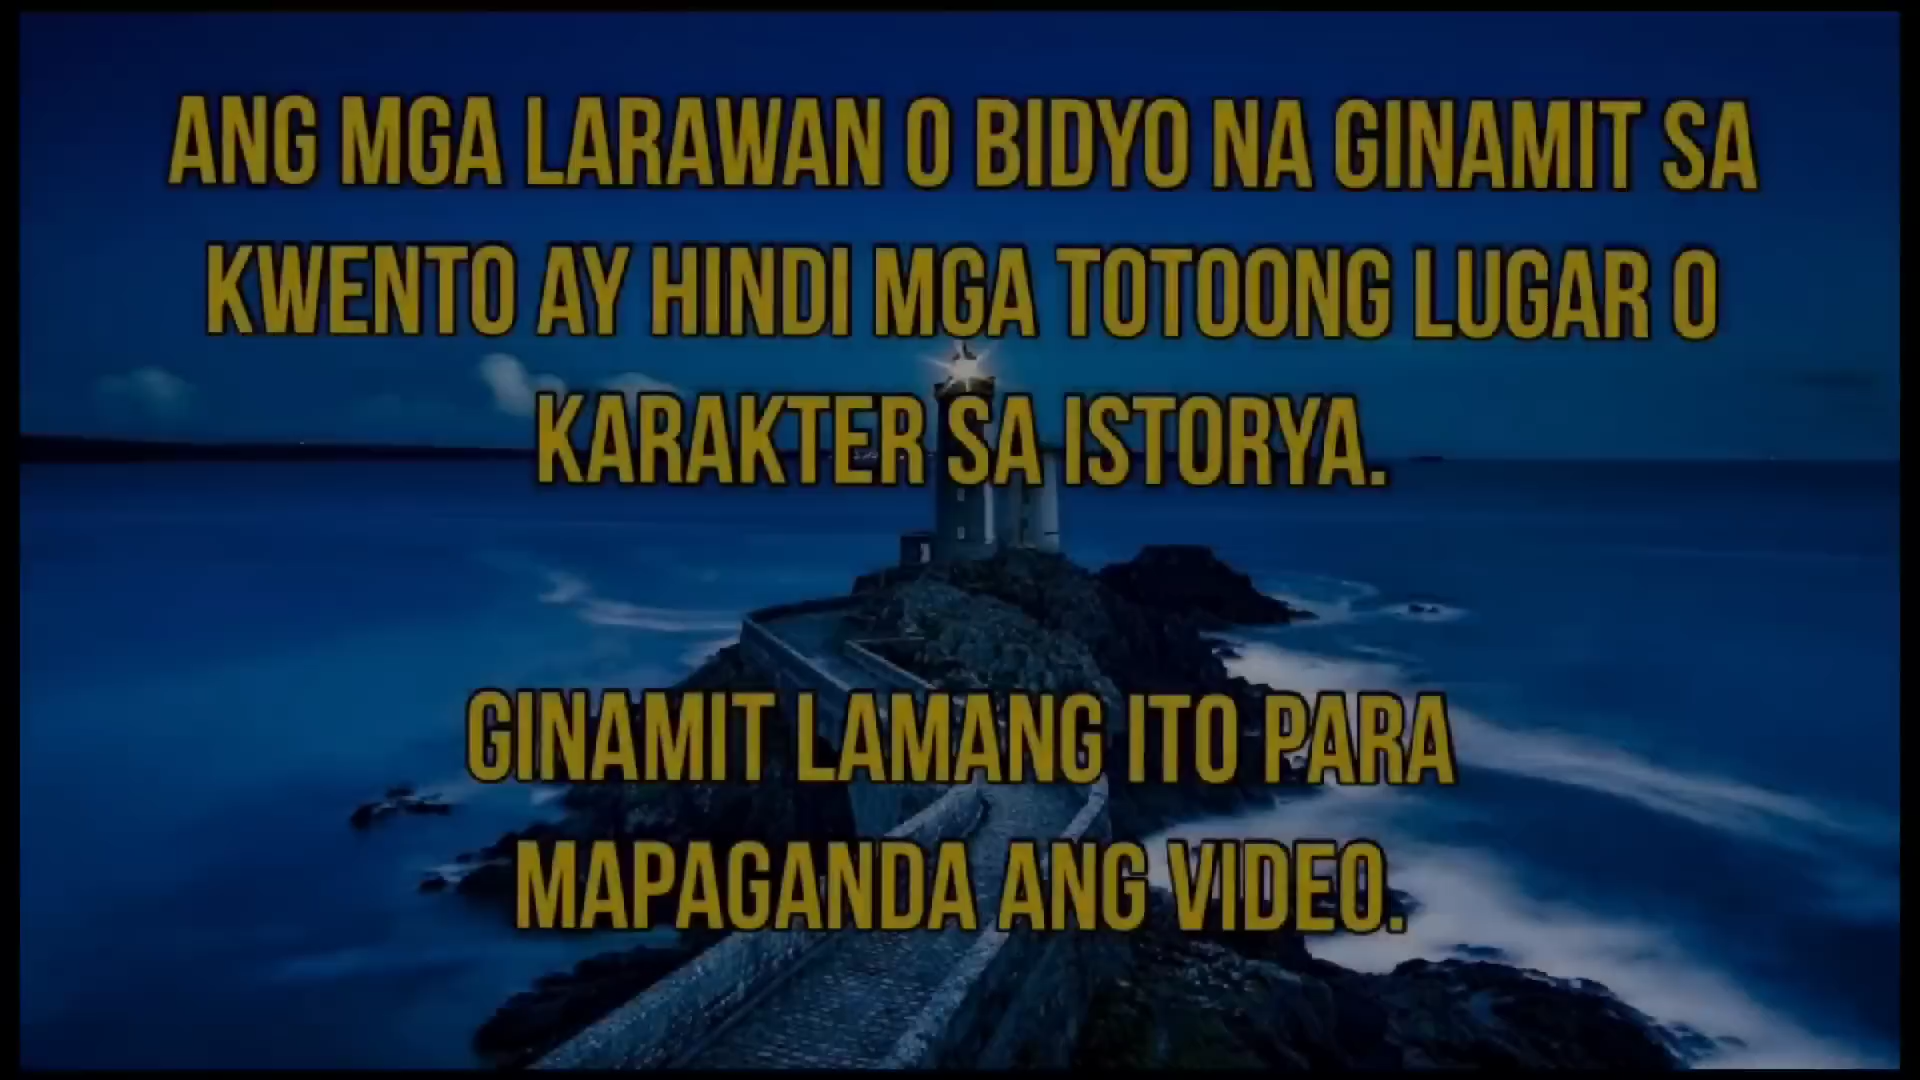 ANG MGA LARAWAN O BIDYO NA GINAMIT SA
KWENTO AY HINDI MGA TOTOONG LUGAR O
KARAKTER SA ISTORYA.
GINAMIT LAMANG ITO PARA
MAPAGANDA ANG VIDEO.